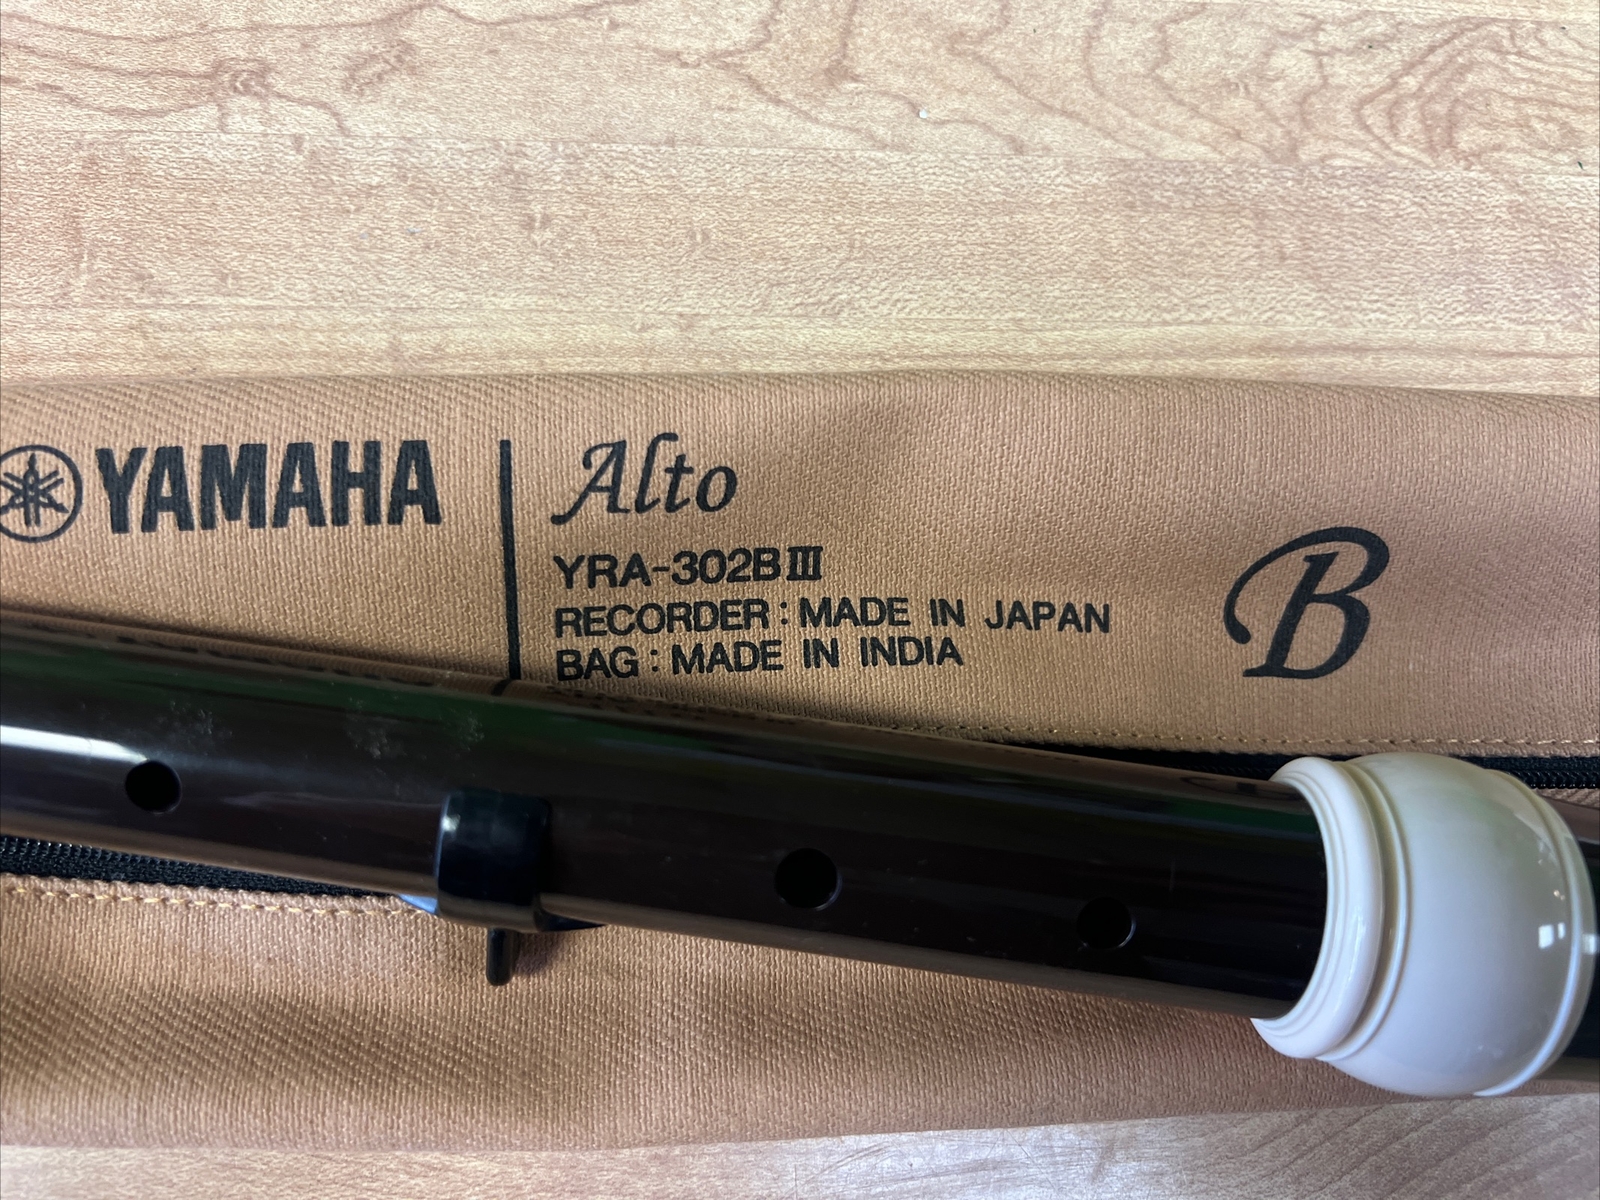 YAMAHA
Alto
YRA-302BⅢ
RECORDER : MADE IN JAPAN
BAG : MADE IN INDIA
B